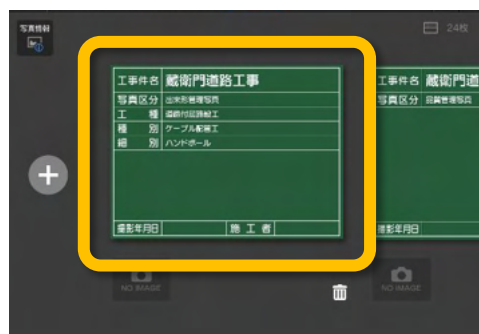 写真情報
24枚
工事件名 蔵衛門道路工事
写真区分 出来形管理写真
工 種 道路付属施設工
種 別 ケーブル配管工
細 別 ハンドホール
撮影年月日 施工者
工事件名 蔵衛門道
写真区分 品質管理写真
撮影年月日
NO IMAGE
NO IMAGE